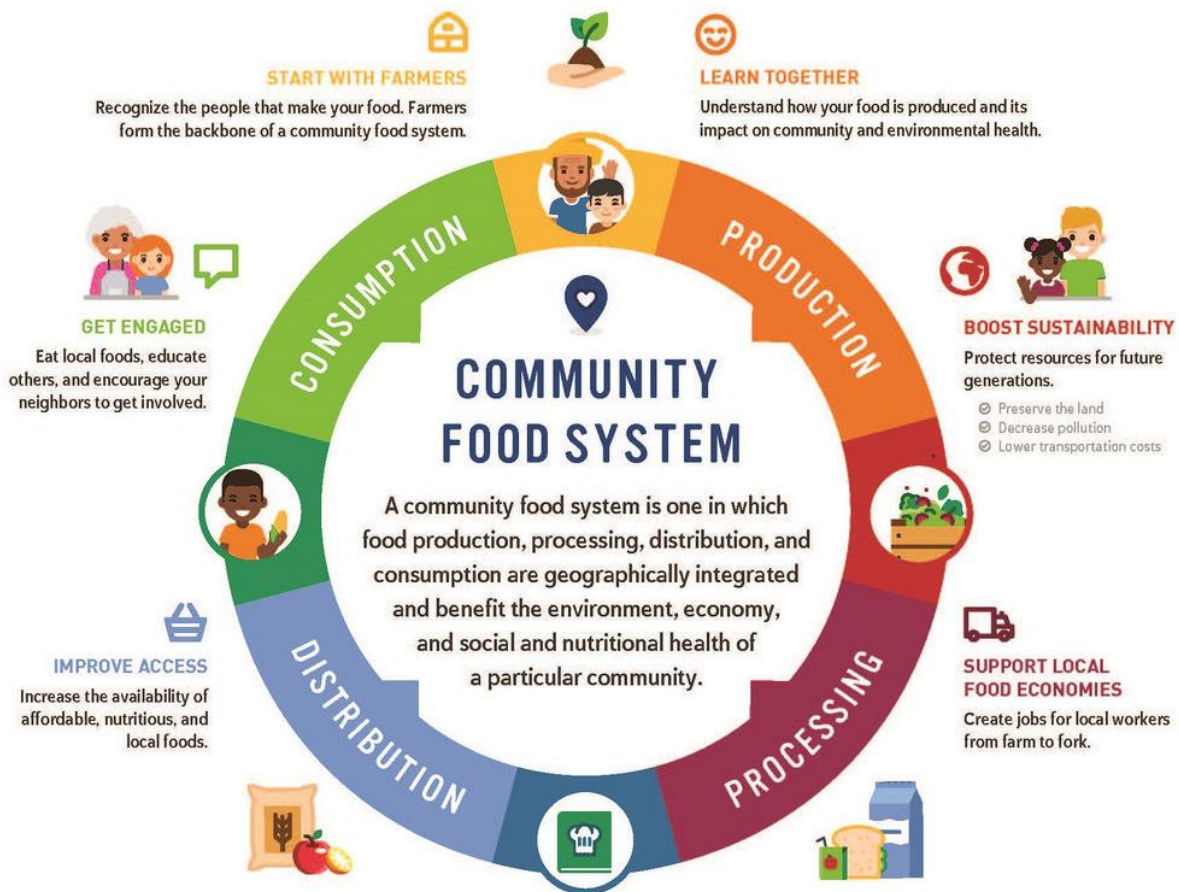 START WITH FARMERS
Recognize the people that make your food. Farmers
form the backbone of a community food system.
LEARN TOGETHER
Understand how your food is produced and its
impact on community and environmental health.
CONSUMPTION
PRODUCTION
GET ENGAGED
Eat local foods, educate
others, and encourage your
neighbors to get involved.
BOOST SUSTAINABILITY
Protect resources for future
generations.
Preserve the land
Decrease pollution
Lower transportation costs
COMMUNITY
FOOD SYSTEM
A community food system is one in which
food production, processing, distribution, and
consumption are geographically integrated
and benefit the environment, economy,
and social and nutritional health of
a particular community.
IMPROVE ACCESS
Increase the availability of
affordable, nutritious, and
local foods.
SUPPORT LOCAL
FOOD ECONOMIES
Create jobs for local workers
from farm to fork.
DISTRIBUTION
PROCESSING